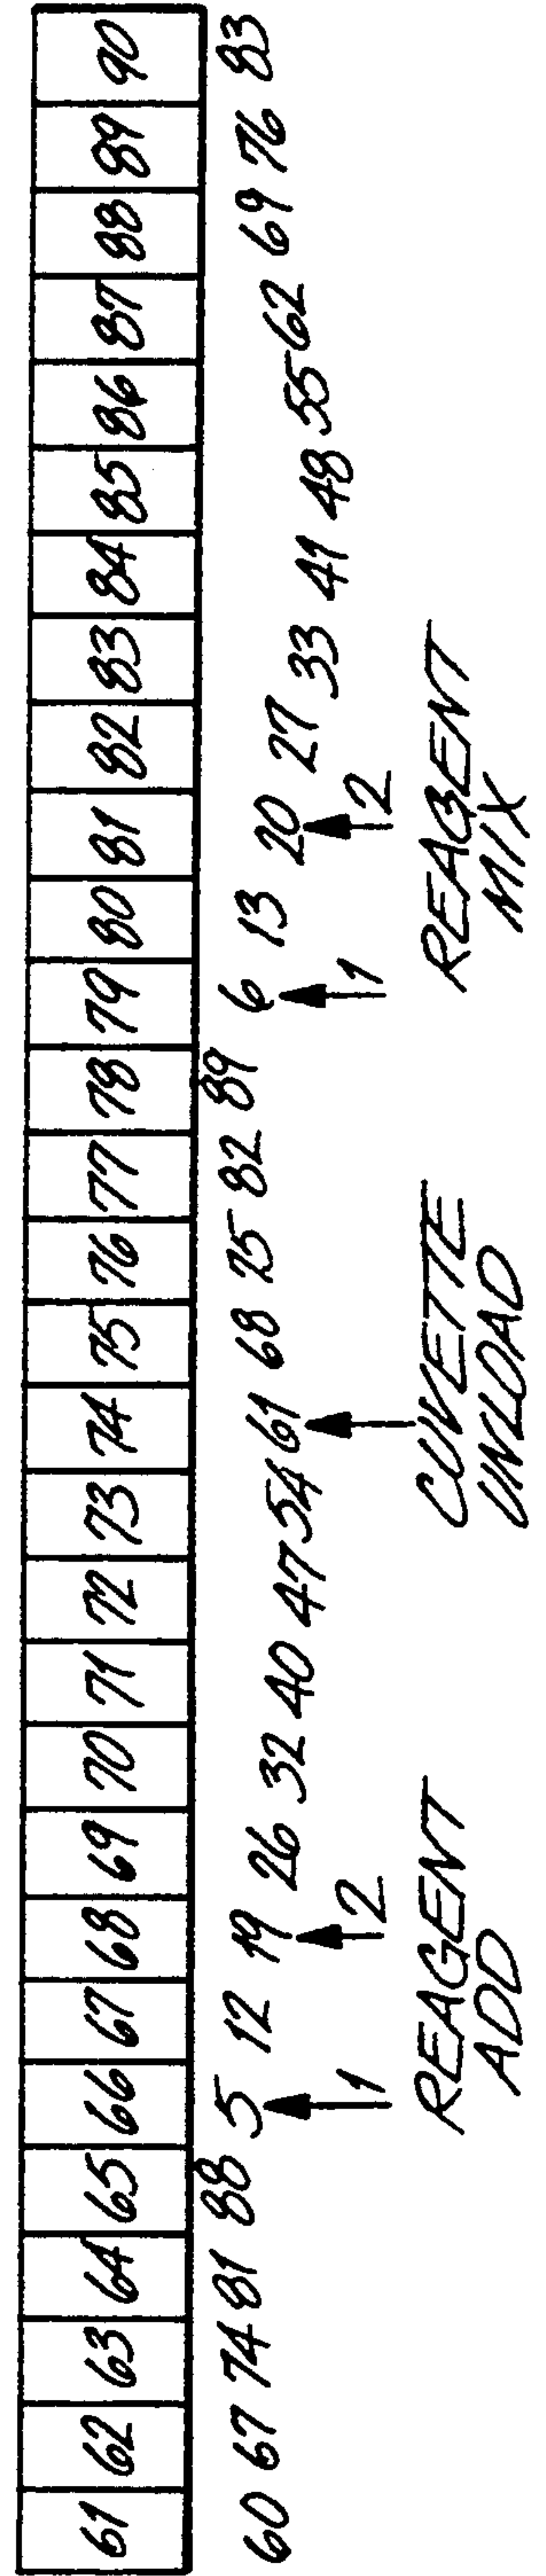 61 62 63 64 65 66 67 68 69 70 71 72 73 74 75 76 77 78 79 80 81 82 83 84 85 86 87 88 89 90
60 67 74 81 88 5 12 19 26 32 40 47 54 61 68 75 82 89 6 13 20 27 33 41 48 55 62 69 76 83
1 2 1 2
REAGENT ADD
CUVETTE UNLOAD
REAGENT MIX